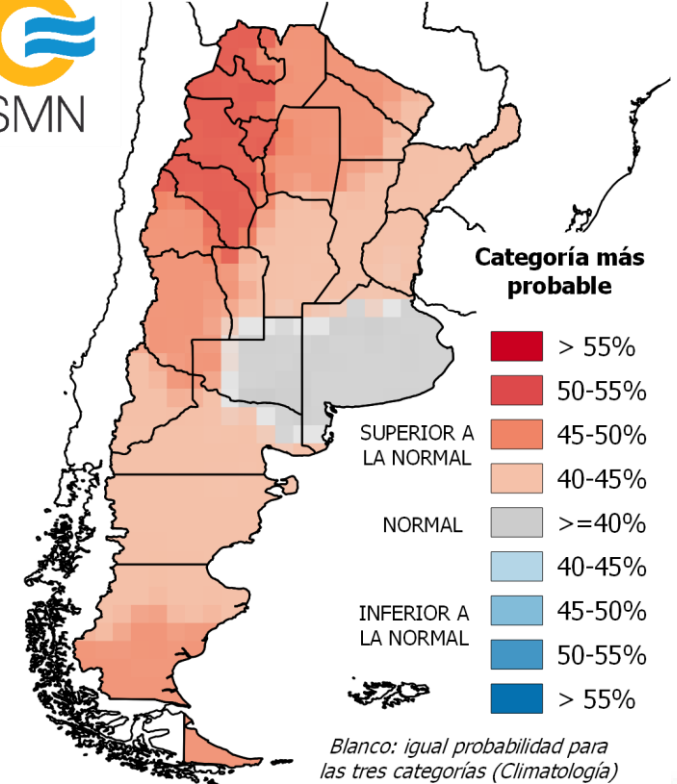 SMN
Categoría más
probable
> 55%
50-55%
SUPERIOR A
LA NORMAL
45-50%
40-45%
NORMAL
>=40%
40-45%
INFERIOR A
LA NORMAL
45-50%
50-55%
> 55%
Blanco: igual probabilidad para
las tres categorías (Climatología)